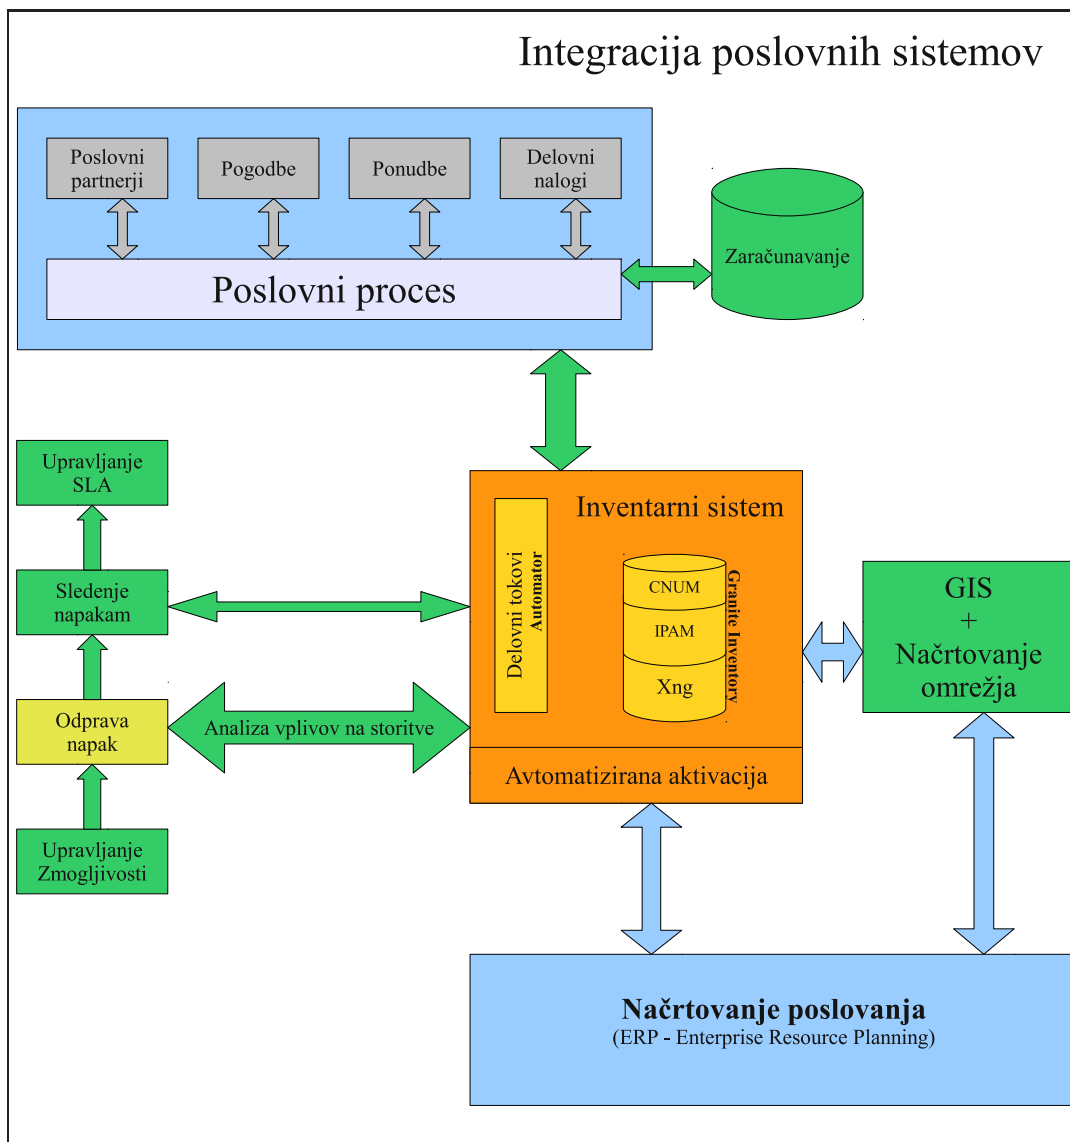 Integracija poslovnih sistemov
Poslovni
partnerji
Pogodbe
Ponudbe
Delovni
nalogi
Poslovni proces
Zaračunavanje
Upravljanje
SLA
Sledenje
napakam
Odprava
napak
Upravljanje
Zmogljivosti
Analiza vplivov na storitve
Inventarni sistem
Delovni tokovi
Automator
CNUM
IPAM
Xng
Granite Inventory
Avtomatizirana aktivacija
GIS
+
Načrtovanje
omrežja
Načrtovanje poslovanja
(ERP - Enterprise Resource Planning)